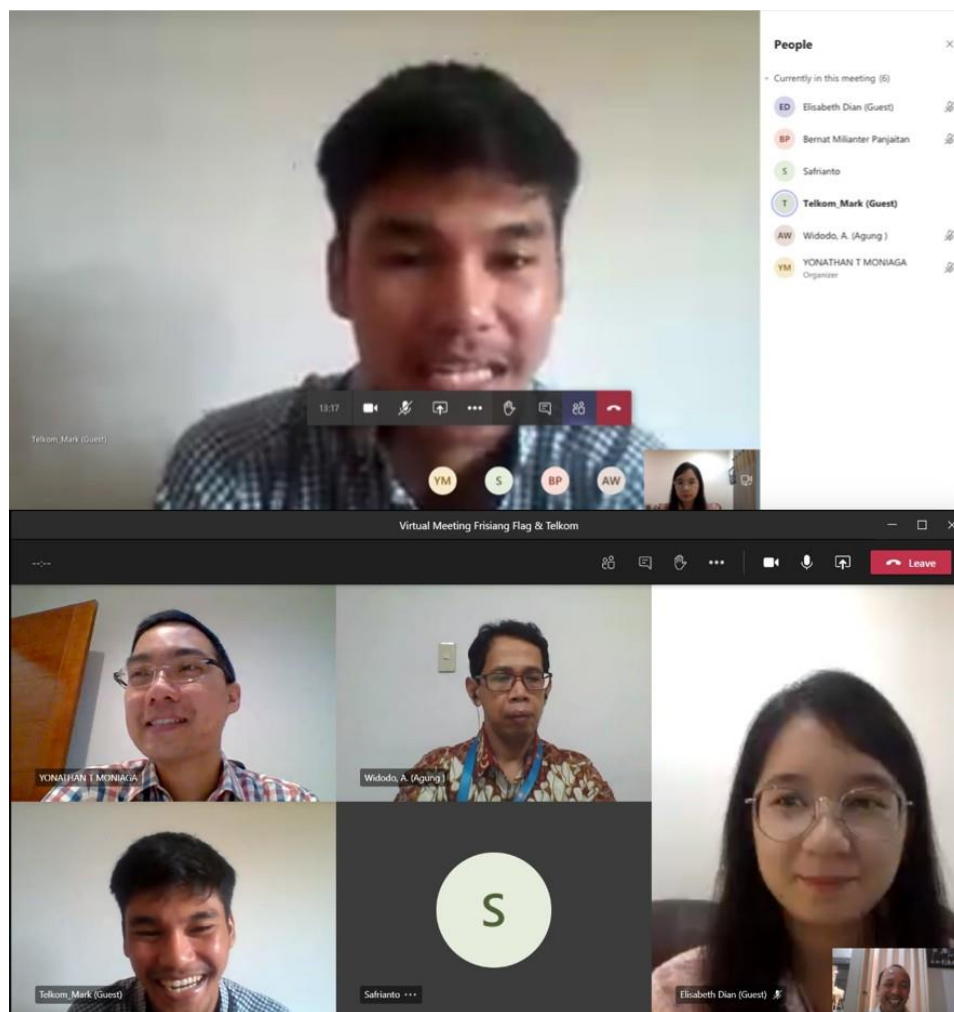 People
Currently in this meeting (6)
ED Elisabeth Dian (Guest)
BP Bernat Milianter Panjaitan
S Safrianto
T Telkom_Mark (Guest)
AW Widodo, A. (Agung )
YM YONATHAN T MONIAGA
Organizer
13:17
Telkom_Mark (Guest)
YM S BP AW
Virtual Meeting Frisiang Flag & Telkom
--:--
Leave
YONATHAN T MONIAGA
Widodo, A. (Agung )
S
Telkom_Mark (Guest)
Safrianto
Elisabeth Dian (Guest)